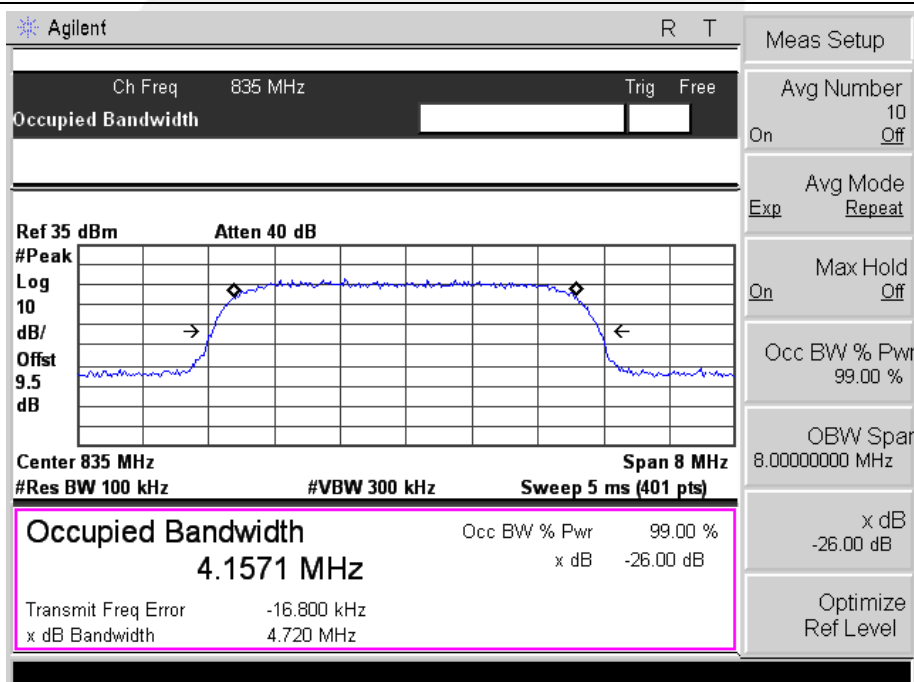 Agilent R T
Ch Freq 835 MHz Trig Free
Occupied Bandwidth
Ref 35 dBm Atten 40 dB
#Peak
Log
10
dB/
Offst
9.5
dB
Center 835 MHz Span 8 MHz
#Res BW 100 kHz #VBW 300 kHz Sweep 5 ms (401 pts)
Occupied Bandwidth
4.1571 MHz
Occ BW % Pwr 99.00 %
x dB -26.00 dB
Transmit Freq Error -16.800 kHz
x dB Bandwidth 4.720 MHz
Meas Setup
Avg Number
10
On Off
Avg Mode
Exp Repeat
Max Hold
On Off
Occ BW % Pwr
99.00 %
OBW Spar
8.00000000 MHz
x dB
-26.00 dB
Optimize
Ref Level